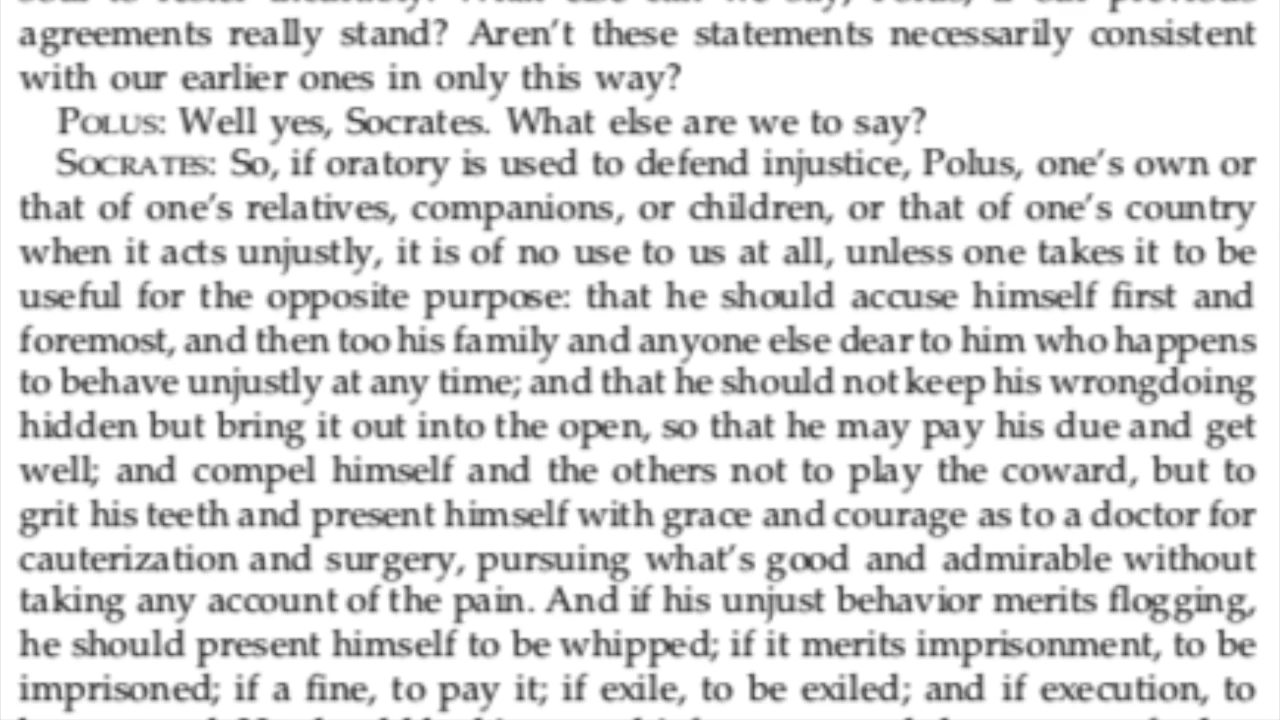 agreements really stand? Aren't these statements necessarily consistent
with our earlier ones in only this way?
POLUS: Well yes, Socrates. What else are we to say?
SOCRATES: So, if oratory is used to defend injustice, Polus, one's own or
that of one's relatives, companions, or children, or that of one's country
when it acts unjustly, it is of no use to us at all, unless one takes it to be
useful for the opposite purpose: that he should accuse himself first and
foremost, and then too his family and anyone else dear to him who happens
to behave unjustly at any time; and that he should not keep his wrongdoing
hidden but bring it out into the open, so that he may pay his due and get
well; and compel himself and the others not to play the coward, but to
grit his teeth and present himself with grace and courage as to a doctor for
cauterization and surgery, pursuing what's good and admirable without
taking any account of the pain. And if his unjust behavior merits flogging,
he should present himself to be whipped; if it merits imprisonment, to be
imprisoned; if a fine, to pay it; if exile, to be exiled; and if execution, to